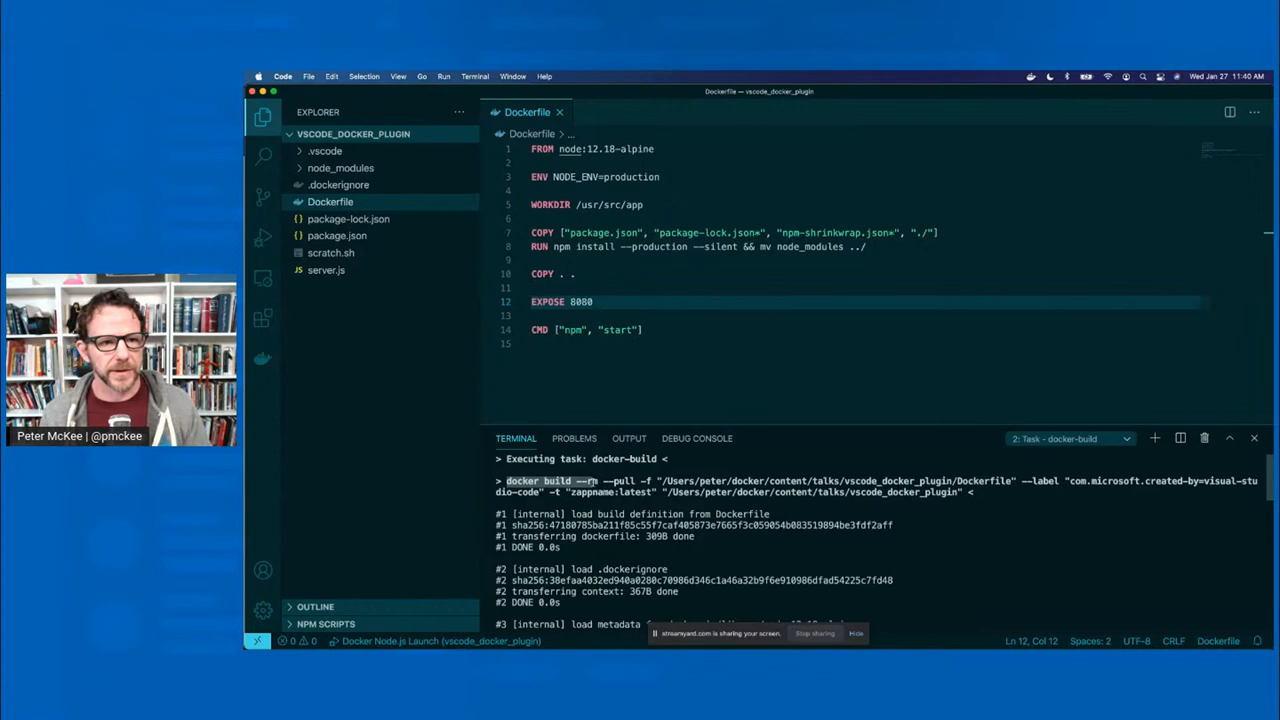 Code File Edit Selection View Go Run Terminal Window Help
Wed Jan 27 11:40 AM
Dockerfile — vscode_docker_plugin
EXPLORER
VSCODE_DOCKER_PLUGIN
.vscode
node_modules
.dockerignore
Dockerfile
package-lock.json
package.json
scratch.sh
server.js
OUTLINE
NPM SCRIPTS
Dockerfile
Dockerfile > ...
1 FROM node:12.18-alpine
2
3 ENV NODE_ENV=production
4
5 WORKDIR /usr/src/app
6
7 COPY ["package.json", "package-lock.json*", "npm-shrinkwrap.json*", "./"]
8 RUN npm install --production --silent && mv node_modules ../
9
10 COPY . .
11
12 EXPOSE 8080
13
14 CMD ["npm", "start"]
15
TERMINAL PROBLEMS OUTPUT DEBUG CONSOLE
2: Task - docker-build
> Executing task: docker-build <
> docker build --rm --pull -f "/Users/peter/docker/content/talks/vscode_docker_plugin/Dockerfile" --label "com.microsoft.created-by=visual-stu
dio-code" -t "zappname:latest" "/Users/peter/docker/content/talks/vscode_docker_plugin" <
#1 [internal] load build definition from Dockerfile
#1 sha256:47180785ba211f85c55f7caf405873e7665f3c059054b083519894be3fdf2aff
#1 transferring dockerfile: 309B done
#1 DONE 0.0s
#2 [internal] load .dockerignore
#2 sha256:38efaa4032ed940a0280c70986d346c1a46a32b9f6e910986dfad54225c7fd48
#2 transferring context: 367B done
#2 DONE 0.0s
#3 [internal] load metadata
streamyard.com is sharing your screen. Stop sharing Hide
0 0 Docker Node.js Launch (vscode_docker_plugin)
Ln 12, Col 12 Spaces: 2 UTF-8 CRLF Dockerfile
Peter McKee | @pmckee